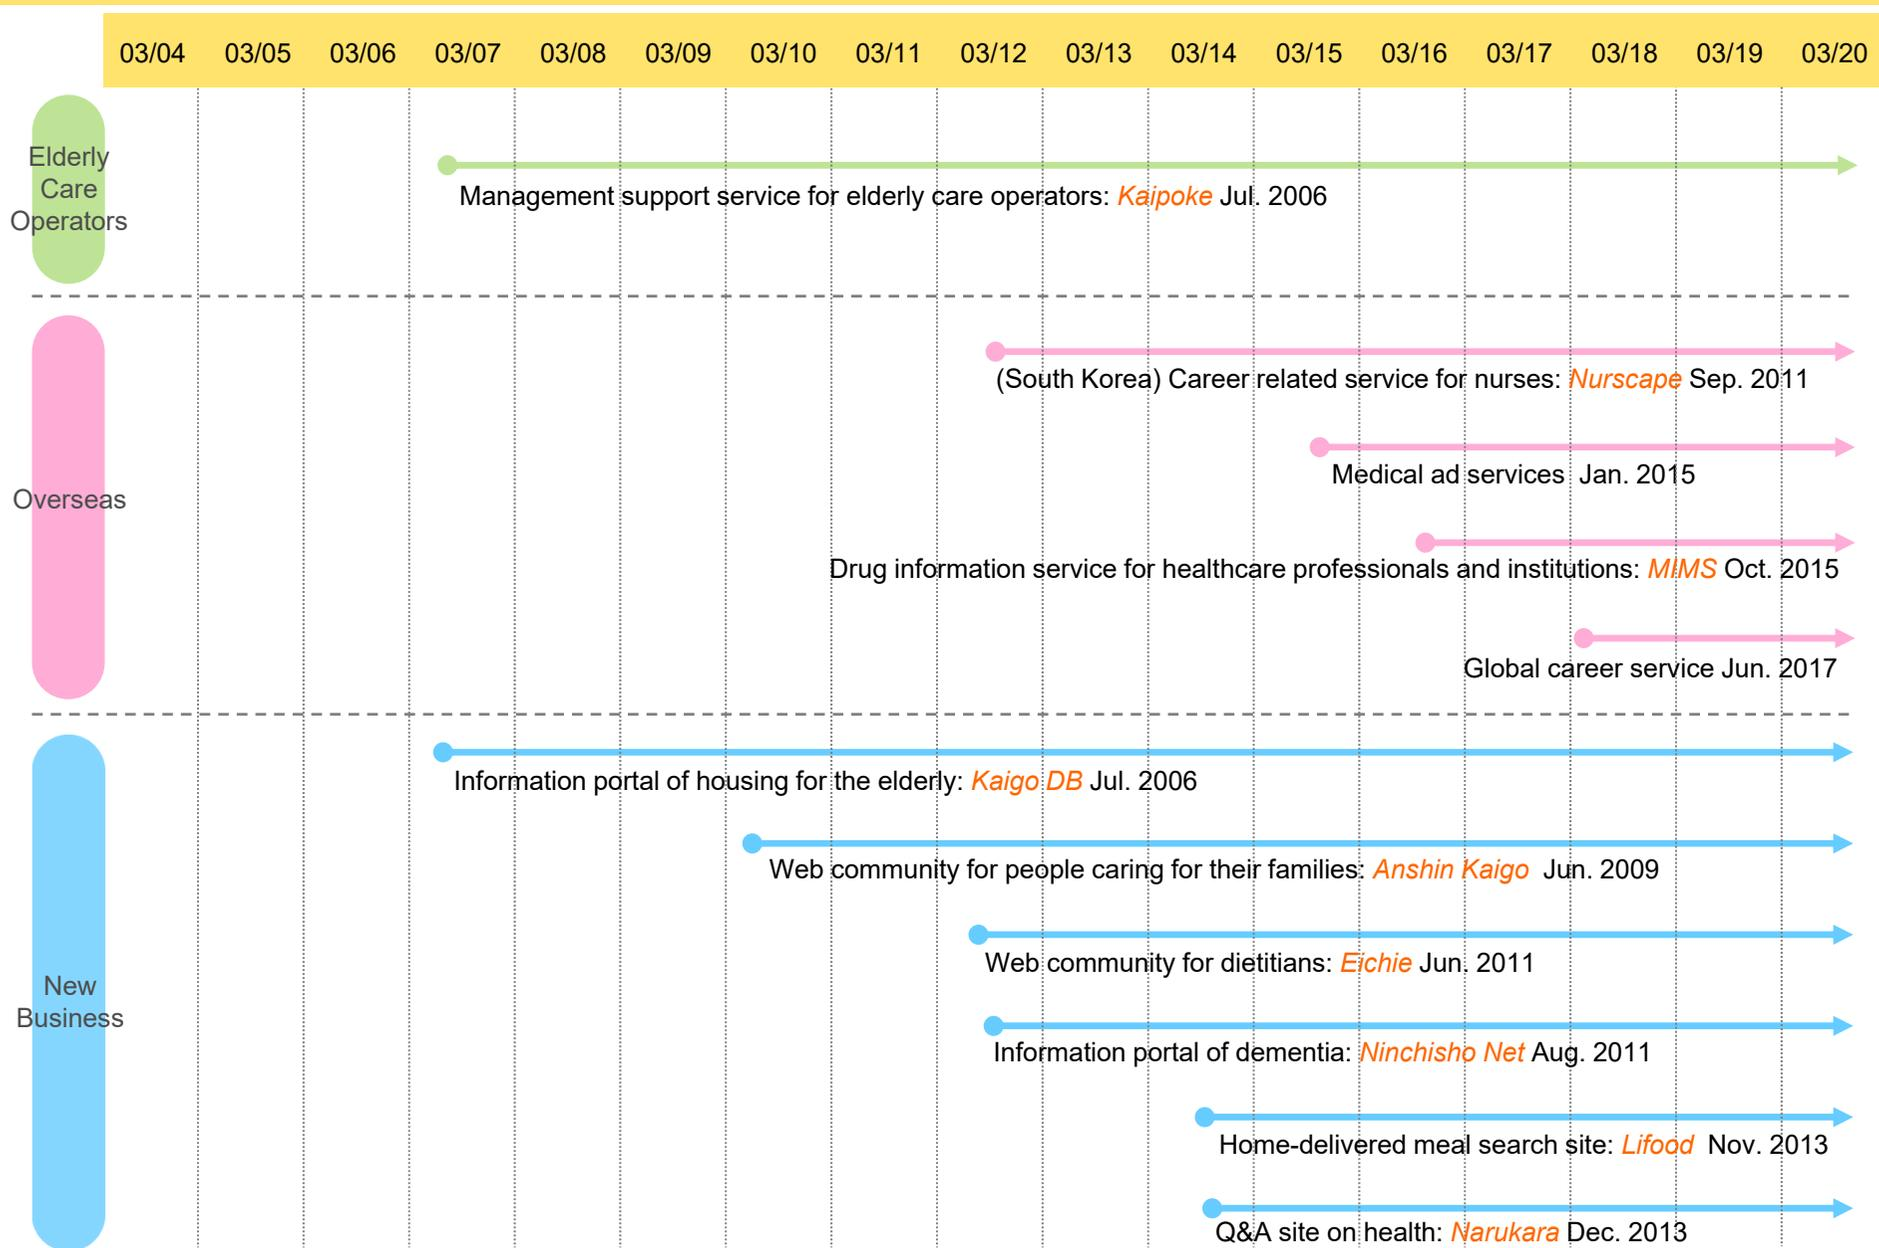 03/04 03/05 03/06 03/07 03/08 03/09 03/10 03/11 03/12 03/13 03/14 03/15 03/16 03/17 03/18 03/19 03/20
Elderly
Care
Operators
Management support service for elderly care operators: Kaipoke Jul. 2006
Overseas
(South Korea) Career related service for nurses: Nurscape Sep. 2011
Medical ad services Jan. 2015
Drug information service for healthcare professionals and institutions: MIMS Oct. 2015
Global career service Jun. 2017
New
Business
Information portal of housing for the elderly: Kaigo DB Jul. 2006
Web community for people caring for their families: Anshin Kaigo Jun. 2009
Web community for dietitians: Eichie Jun. 2011
Information portal of dementia: Ninchisho Net Aug. 2011
Home-delivered meal search site: Lifood Nov. 2013
Q&A site on health: Narukara Dec. 2013